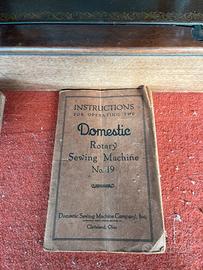 INSTRUCTIONS
FOR OPERATING THE
Domestic
Rotary
Sewing Machine
No. 19
Domestic Sewing Machine Company, Inc.
Cleveland, Ohio